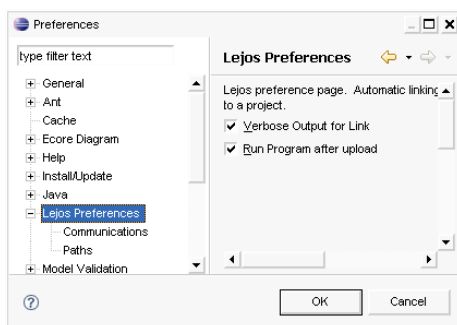 Preferences
type filter text
General
Ant
Cache
Ecore Diagram
Help
Install/Update
Java
Lejos Preferences
Communications
Paths
Model Validation
Lejos Preferences
Lejos preference page. Automatic linking
to a project.
Verbose Output for Link
Run Program after upload
OK
Cancel